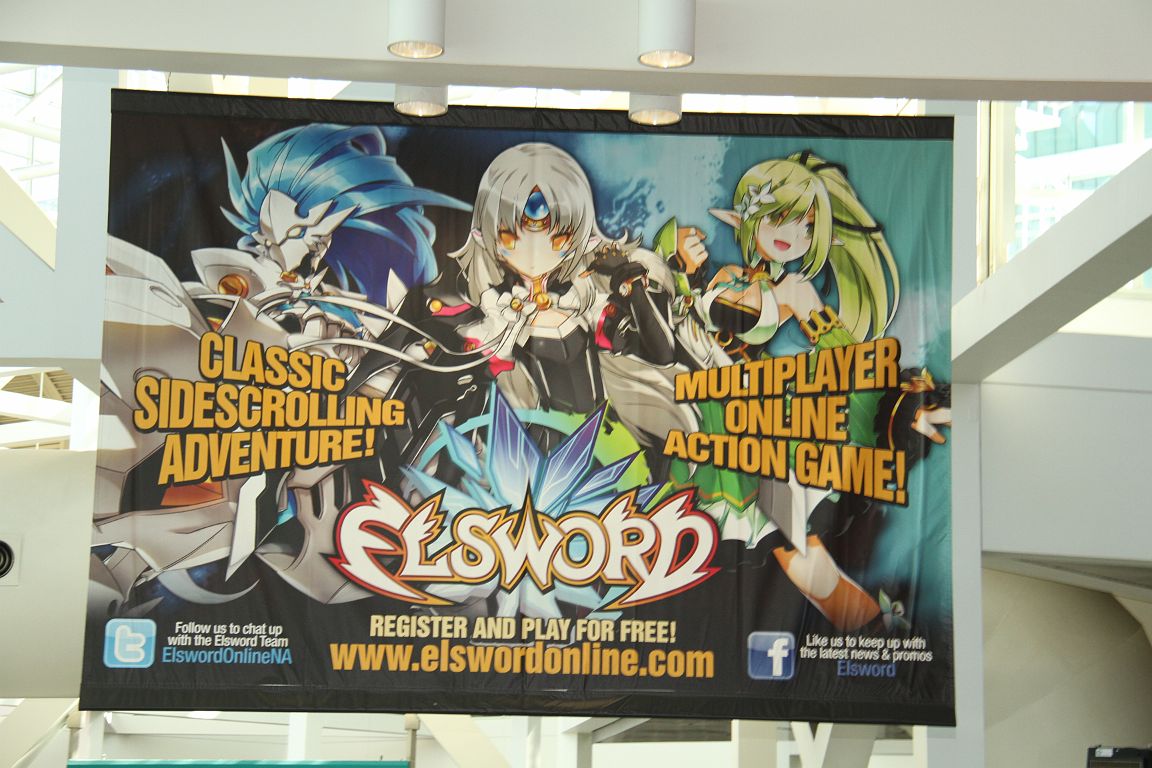 CLASSIC
SIDESCROLLING
ADVENTURE!
MULTIPLAYER
ONLINE
ACTION GAME!
ELSWORD
REGISTER AND PLAY FOR FREE!
www.elswordonline.com
t
Follow us to chat up
with the Elsword Team
ElswordOnlineNA
f
Like us to keep up with
the latest news & promos
Elsword